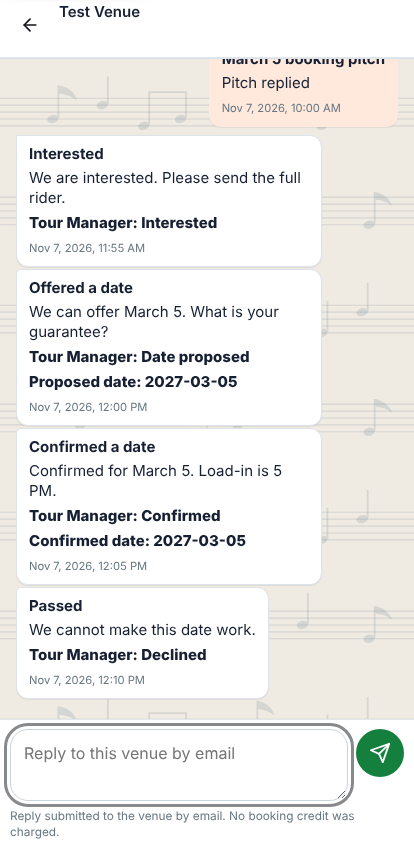 Test Venue
March 5 booking pitch
Pitch replied
Nov 7, 2026, 10:00 AM
Interested
We are interested. Please send the full
rider.
Tour Manager: Interested
Nov 7, 2026, 11:55 AM
Offered a date
We can offer March 5. What is your
guarantee?
Tour Manager: Date proposed
Proposed date: 2027-03-05
Nov 7, 2026, 12:00 PM
Confirmed a date
Confirmed for March 5. Load-in is 5
PM.
Tour Manager: Confirmed
Confirmed date: 2027-03-05
Nov 7, 2026, 12:05 PM
Passed
We cannot make this date work.
Tour Manager: Declined
Nov 7, 2026, 12:10 PM
Reply to this venue by email
Reply submitted to the venue by email. No booking credit was
charged.